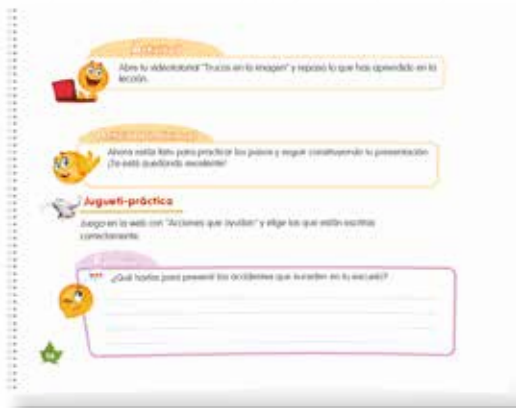 Abre tu videotutorial "Trucos en la imagen" y repasa lo que has aprendido en la
lección.
Ahora estás listo para practicar los pasos y seguir construyendo tu presentación
¡Te está quedando excelente!
Jugueti-práctica
Juega en la web con "Acciones que ayudan" y elige las que están escritas
correctamente.
¿Qué harías para prevenir los accidentes que suceden en tu escuela?